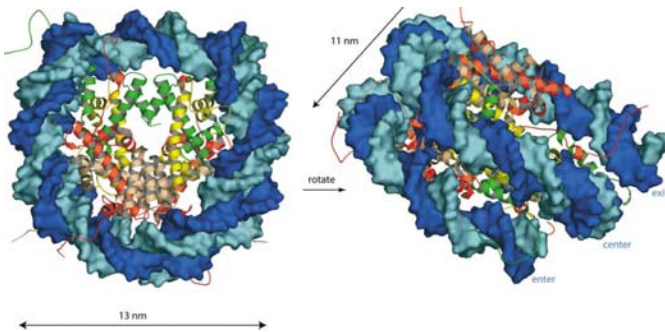 11 nm
rotate
exi
center
enter
13 nm